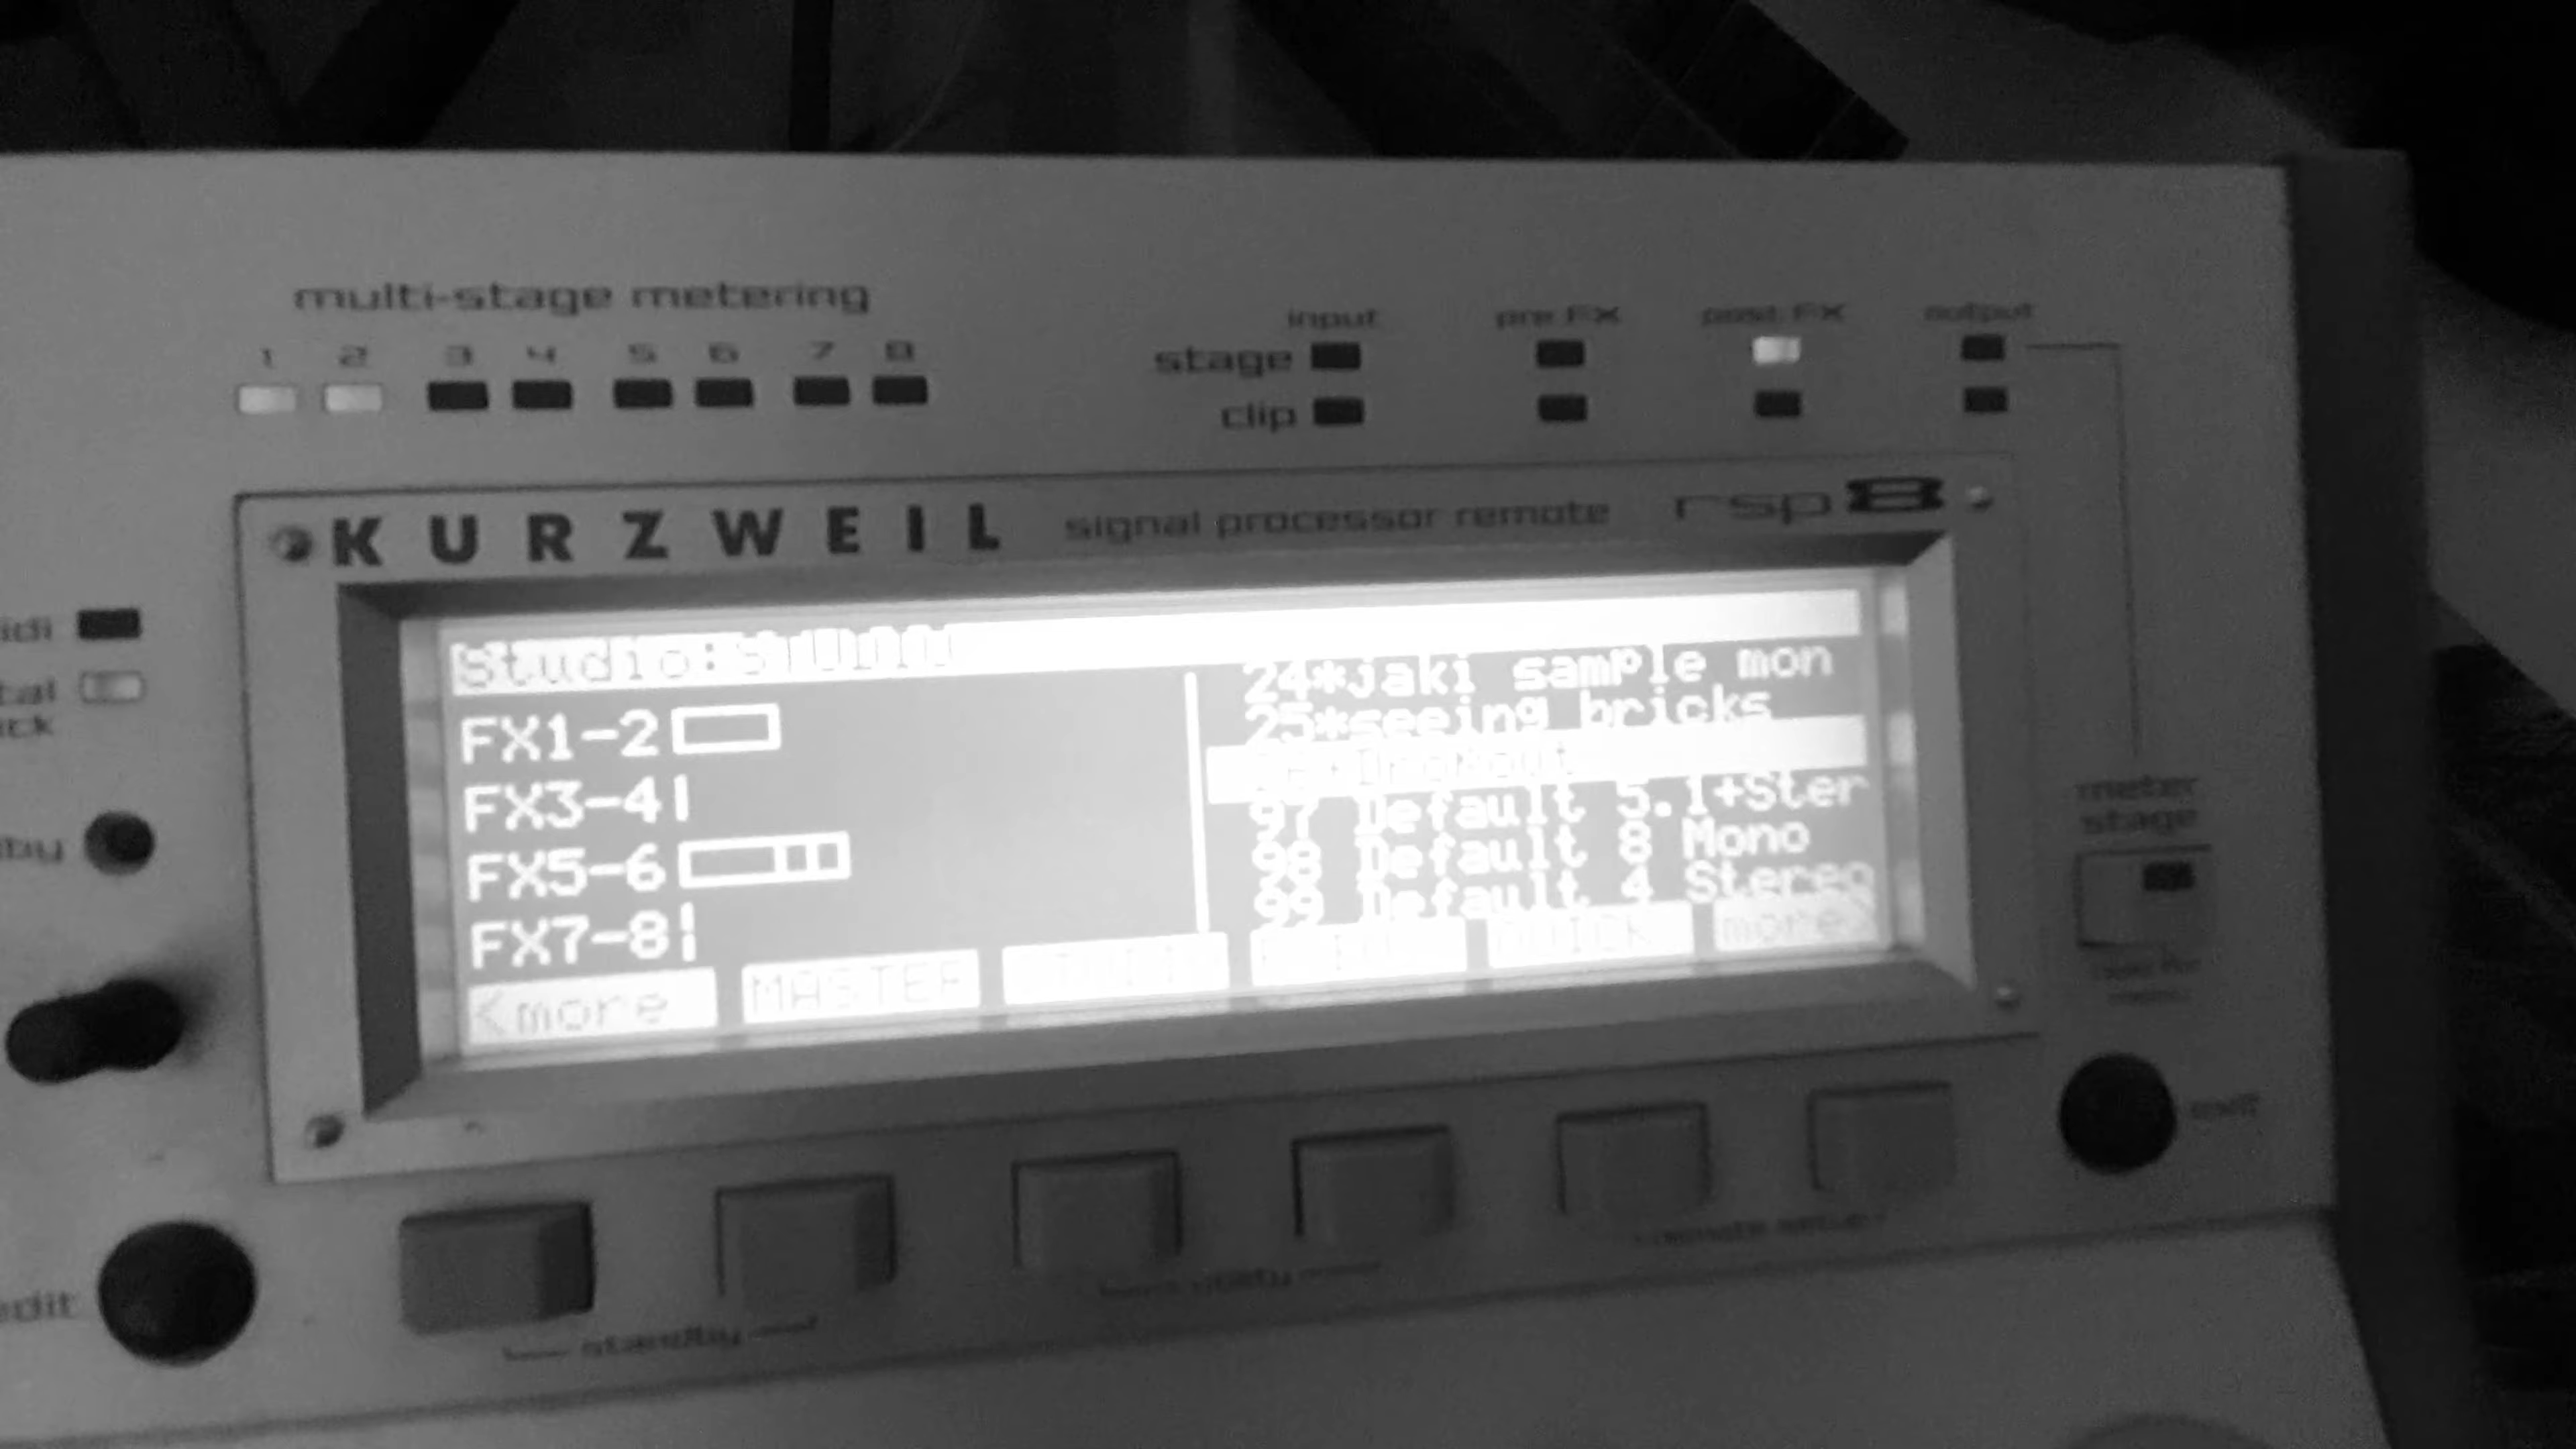 multi-stage metering
1 2 3 4 5 6 7 8
input pre FX post FX output
stage
clip
KURZWEIL signal processor remote rsp8
idi
Studio:
24*jaki sample mon
FX1-2
25*seeing bricks
FX3-4
97 Default 5.1+Ster
98 Default 8 Mono
FX5-6
99 Default 4 Stereo
FX7-8
<more MASTER QUICK more>
meter
stage
edit
exit
standby